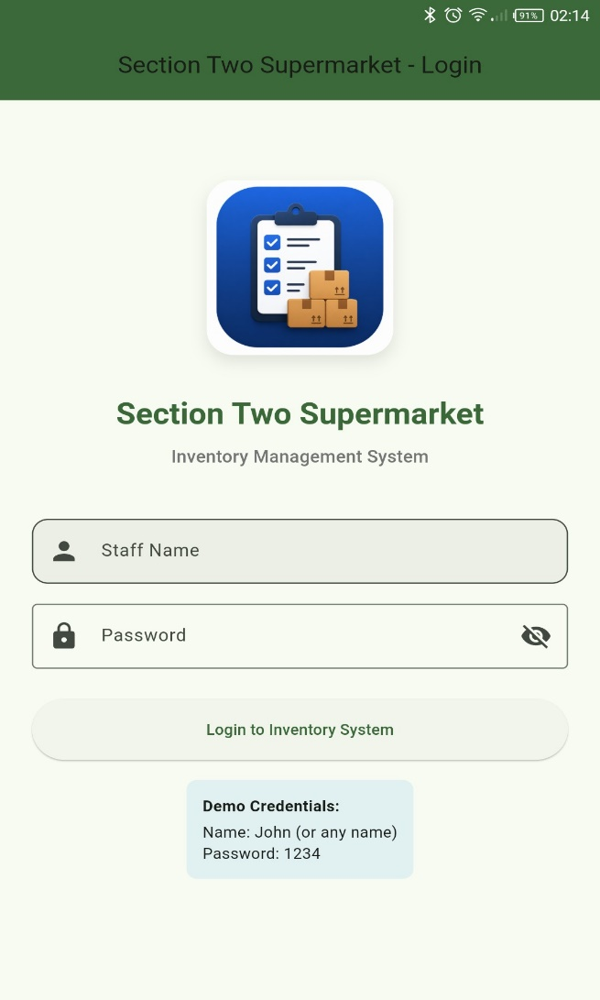 91% 02:14
Section Two Supermarket - Login
Section Two Supermarket
Inventory Management System
Staff Name
Password
Login to Inventory System
Demo Credentials:
Name: John (or any name)
Password: 1234